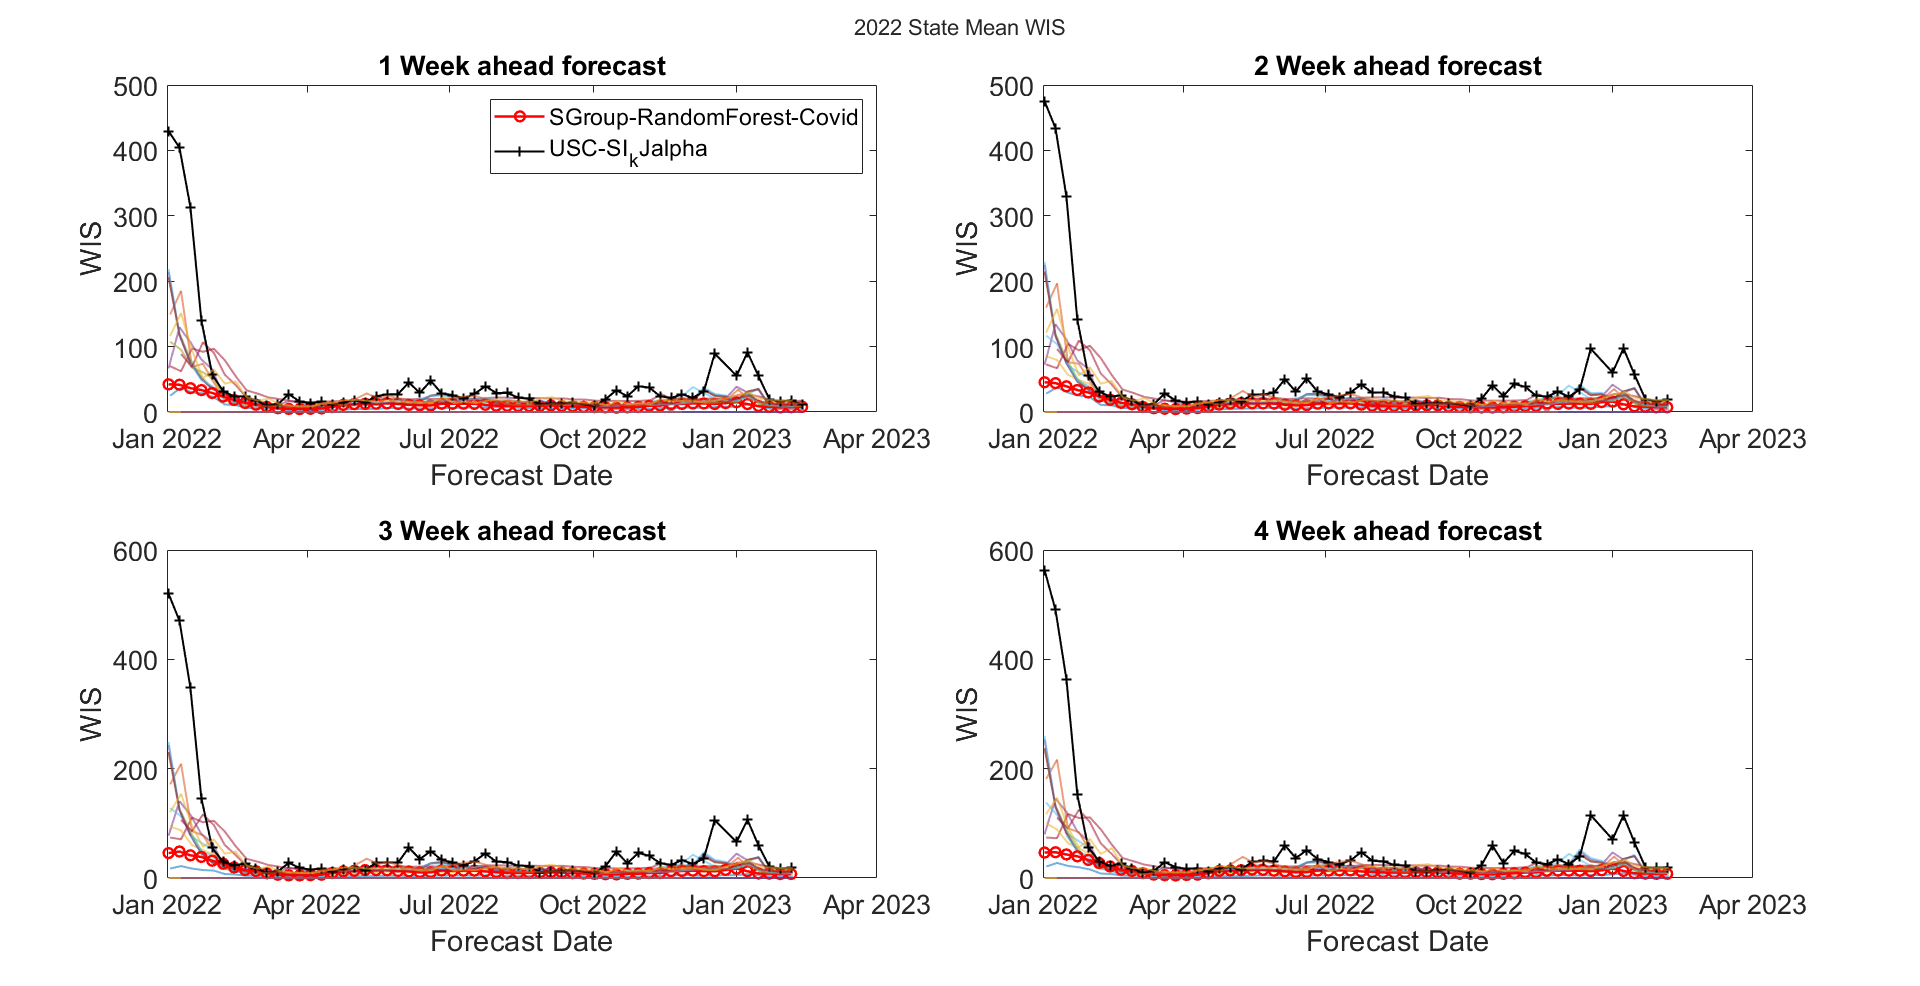 2022 State Mean WIS
1 Week ahead forecast
500
400
300
200
100
0
WIS
SGroup-RandomForest-Covid
USC-SIkJalpha
Jan 2022 Apr 2022 Jul 2022 Oct 2022 Jan 2023 Apr 2023
Forecast Date
2 Week ahead forecast
500
400
300
200
100
0
WIS
Jan 2022 Apr 2022 Jul 2022 Oct 2022 Jan 2023 Apr 2023
Forecast Date
3 Week ahead forecast
600
400
200
0
WIS
Jan 2022 Apr 2022 Jul 2022 Oct 2022 Jan 2023 Apr 2023
Forecast Date
4 Week ahead forecast
600
400
200
0
WIS
Jan 2022 Apr 2022 Jul 2022 Oct 2022 Jan 2023 Apr 2023
Forecast Date